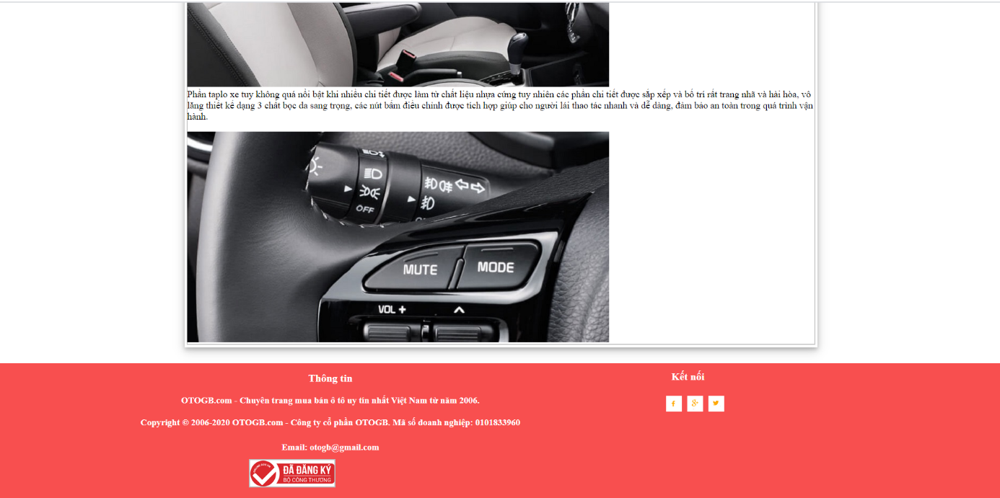 Phần taplo xe tuy không quá nổi bật khi nhiều chi tiết được làm từ chất liệu nhựa cứng tuy nhiên các phần chi tiết được sắp xếp và bố trí rất trang nhã và hài hòa, vô
lăng thiết kế dạng 3 chất bọc da sang trọng, các nút bấm điều chỉnh được tích hợp giúp cho người lái thao tác nhanh và dễ dàng, đảm bảo an toàn trong quá trình vận
hành.
OFF
MUTE MODE
VOL +
Thông tin
Kết nối
OTOGB.com - Chuyên trang mua bán ô tô uy tín nhất Việt Nam từ năm 2006.
Copyright © 2006-2020 OTOGB.com - Công ty cổ phần OTOGB. Mã số doanh nghiệp: 0101833960
Email: otogb@gmail.com
ĐÃ ĐĂNG KÝ
BỘ CÔNG THƯƠNG